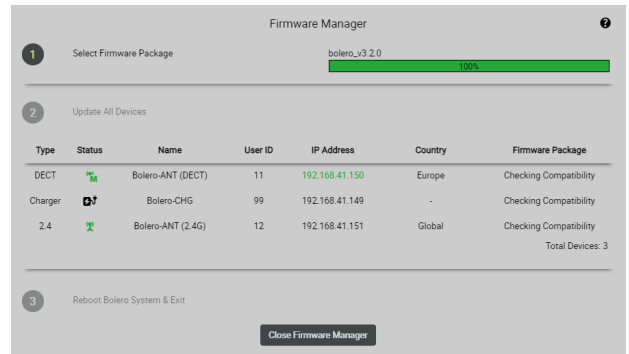 Firmware Manager
?
1 Select Firmware Package bolero_v3.2.0
100%
2 Update All Devices
Type Status Name User ID IP Address Country Firmware Package
DECT M Bolero-ANT (DECT) 11 192.168.41.150 Europe Checking Compatibility
Charger Bolero-CHG 99 192.168.41.149 - Checking Compatibility
2.4 Bolero-ANT (2.4G) 12 192.168.41.151 Global Checking Compatibility
Total Devices: 3
3 Reboot Bolero System & Exit
Close Firmware Manager